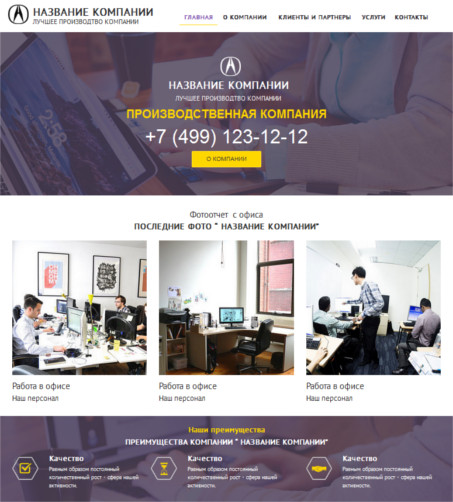 НАЗВАНИЕ КОМПАНИИ
ЛУЧШЕЕ ПРОИЗВОДТВО КОМПАНИИ
ГЛАВНАЯ О КОМПАНИИ КЛИЕНТЫ И ПАРТНЕРЫ УСЛУГИ КОНТАКТЫ
НАЗВАНИЕ КОМПАНИИ
ЛУЧШЕЕ ПРОИЗВОДТВО КОМПАНИИ
ПРОИЗВОДСТВЕННАЯ КОМПАНИЯ
+7 (499) 123-12-12
О КОМПАНИИ
Фотоотчет с офиса
ПОСЛЕДНИЕ ФОТО " НАЗВАНИЕ КОМПАНИИ"
Работа в офисе
Наш персонал
Работа в офисе
Наш персонал
Работа в офисе
Наш персонал
Наши преимущества
ПРЕИМУЩЕСТВА КОМПАНИИ " НАЗВАНИЕ КОМПАНИИ"
Качество
Равным образом постоянный
количественный рост - сфера нашей
активности.
Качество
Равным образом постоянный
количественный рост - сфера нашей
активности.
Качество
Равным образом постоянный
количественный рост - сфера нашей
активности.